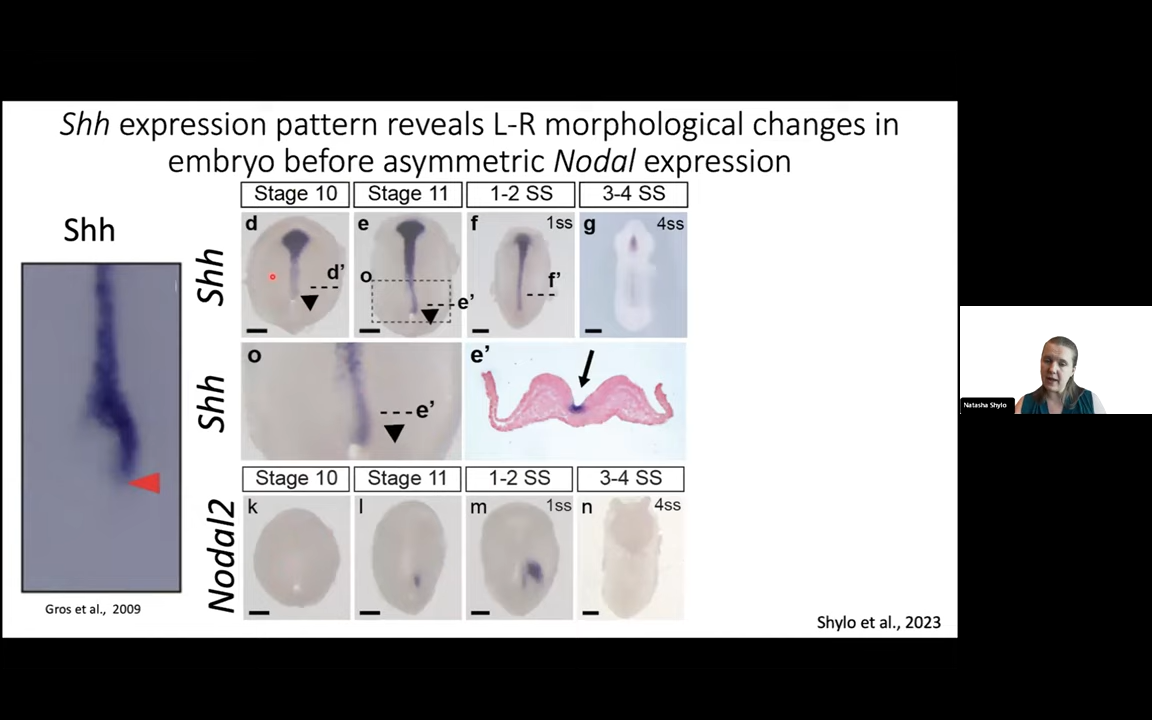 Shh expression pattern reveals L-R morphological changes in
embryo before asymmetric Nodal expression
Shh
Gros et al., 2009
Stage 10 Stage 11 1-2 SS 3-4 SS
Shh
d d' e o e' f 1ss f' g 4ss
Shh
o e' e'
Stage 10 Stage 11 1-2 SS 3-4 SS
Nodal2
k l m 1ss n 4ss
Shylo et al., 2023
Natasha Shylo